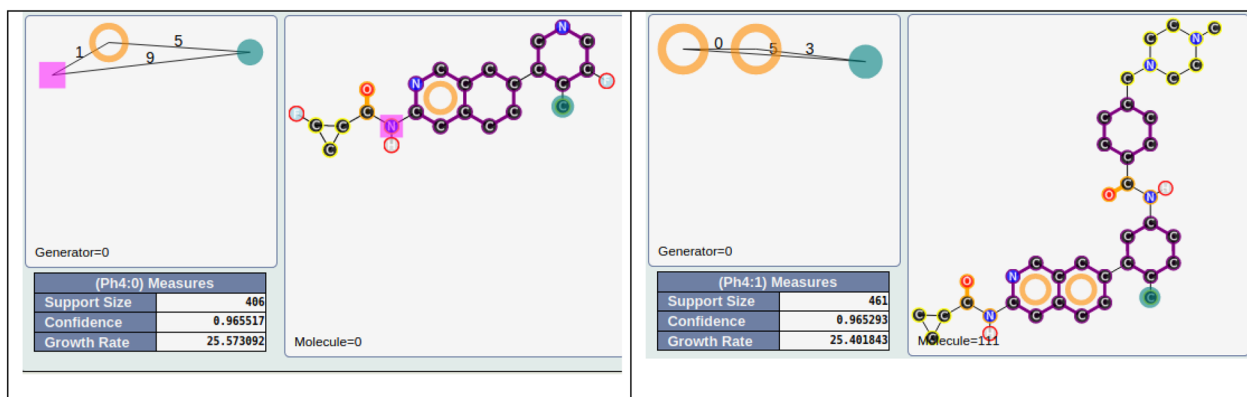 1
5
9
N
C
C
C
C
C
N
C
C
C
C
O
C
C
C
C
N
C
C
C
C
C
C
Generator=0
(Ph4:0) Measures
Support Size 406
Confidence 0.965517
Growth Rate 25.573092
Molecule=0
0
5
3
C
C
N
C
C
N
C
C
C
C
C
C
C
C
C
O
N
C
C
C
C
C
C
C
C
C
N
C
C
C
C
O
C
C
C
C
N
C
C
C
C
C
C
Generator=0
(Ph4:1) Measures
Support Size 461
Confidence 0.965293
Growth Rate 25.401843
Molecule=111